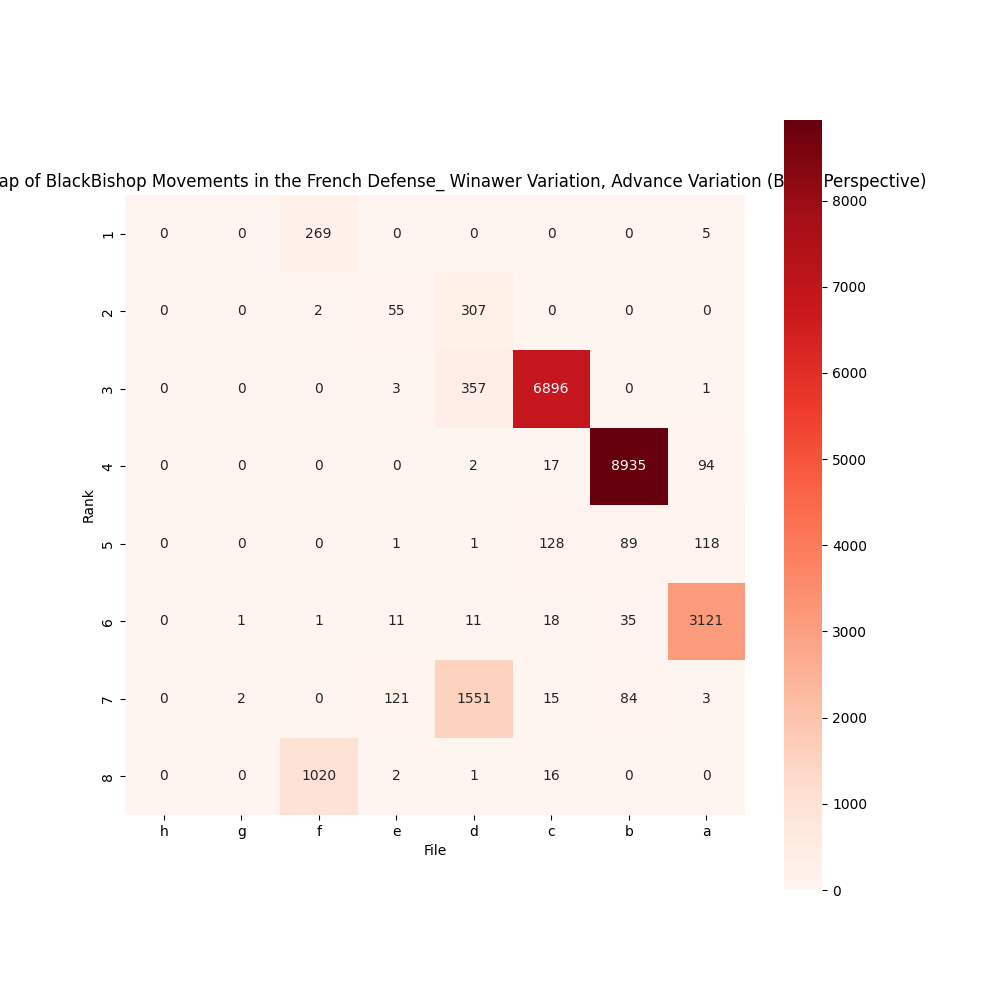 ap of BlackBishop Movements in the French Defense_ Winawer Variation, Advance Variation (B Perspective)
8000
7000
6000
5000
4000
3000
2000
1000
0
Rank
1 0 0 269 0 0 0 0 5
2 0 0 2 55 307 0 0 0
3 0 0 0 3 357 6896 0 1
4 0 0 0 0 2 17 8935 94
5 0 0 0 1 1 128 89 118
6 0 1 1 11 11 18 35 3121
7 0 2 0 121 1551 15 84 3
8 0 0 1020 2 1 16 0 0
h g f e d c b a
File